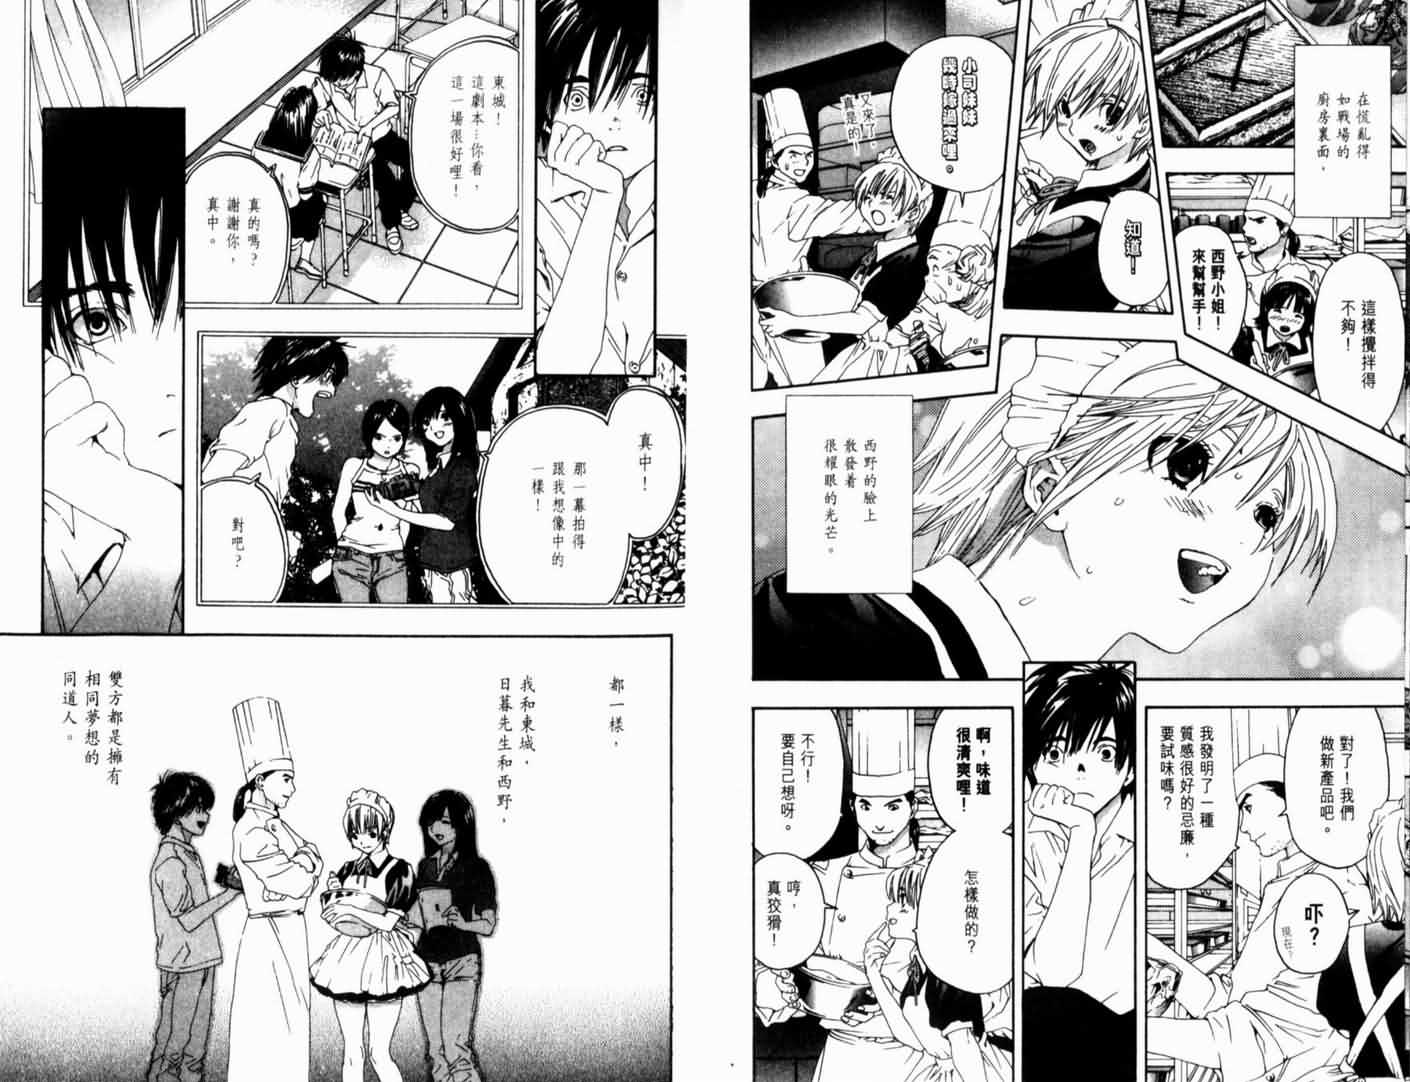 在慌亂得
如戰場的
廚房裏面，
這樣攪拌得
不夠！
西野小姐！
來幫幫手！
知道！
小司妹妹
幾時嫁過來哩。
又來了，
真是的！
西野的臉上
散發着
很耀眼的光芒。
對了！我們
做新產品吧。
吓？
現在？
我發明了一種
質感很好的忌廉，
要試味嗎？
啊，味道
很清爽哩！
怎樣做的？
不行！
要自己想呀。
哼，
真狡猾！
東城！
這劇本…你看，
這一場很好哩！
真的嗎？
謝謝你，
真中。
真中！
那一幕拍得
跟我想像中的
一樣！
對吧？
都一樣，
我和東城，
日暮先生和西野，
雙方都是擁有
相同夢想的
同道人。